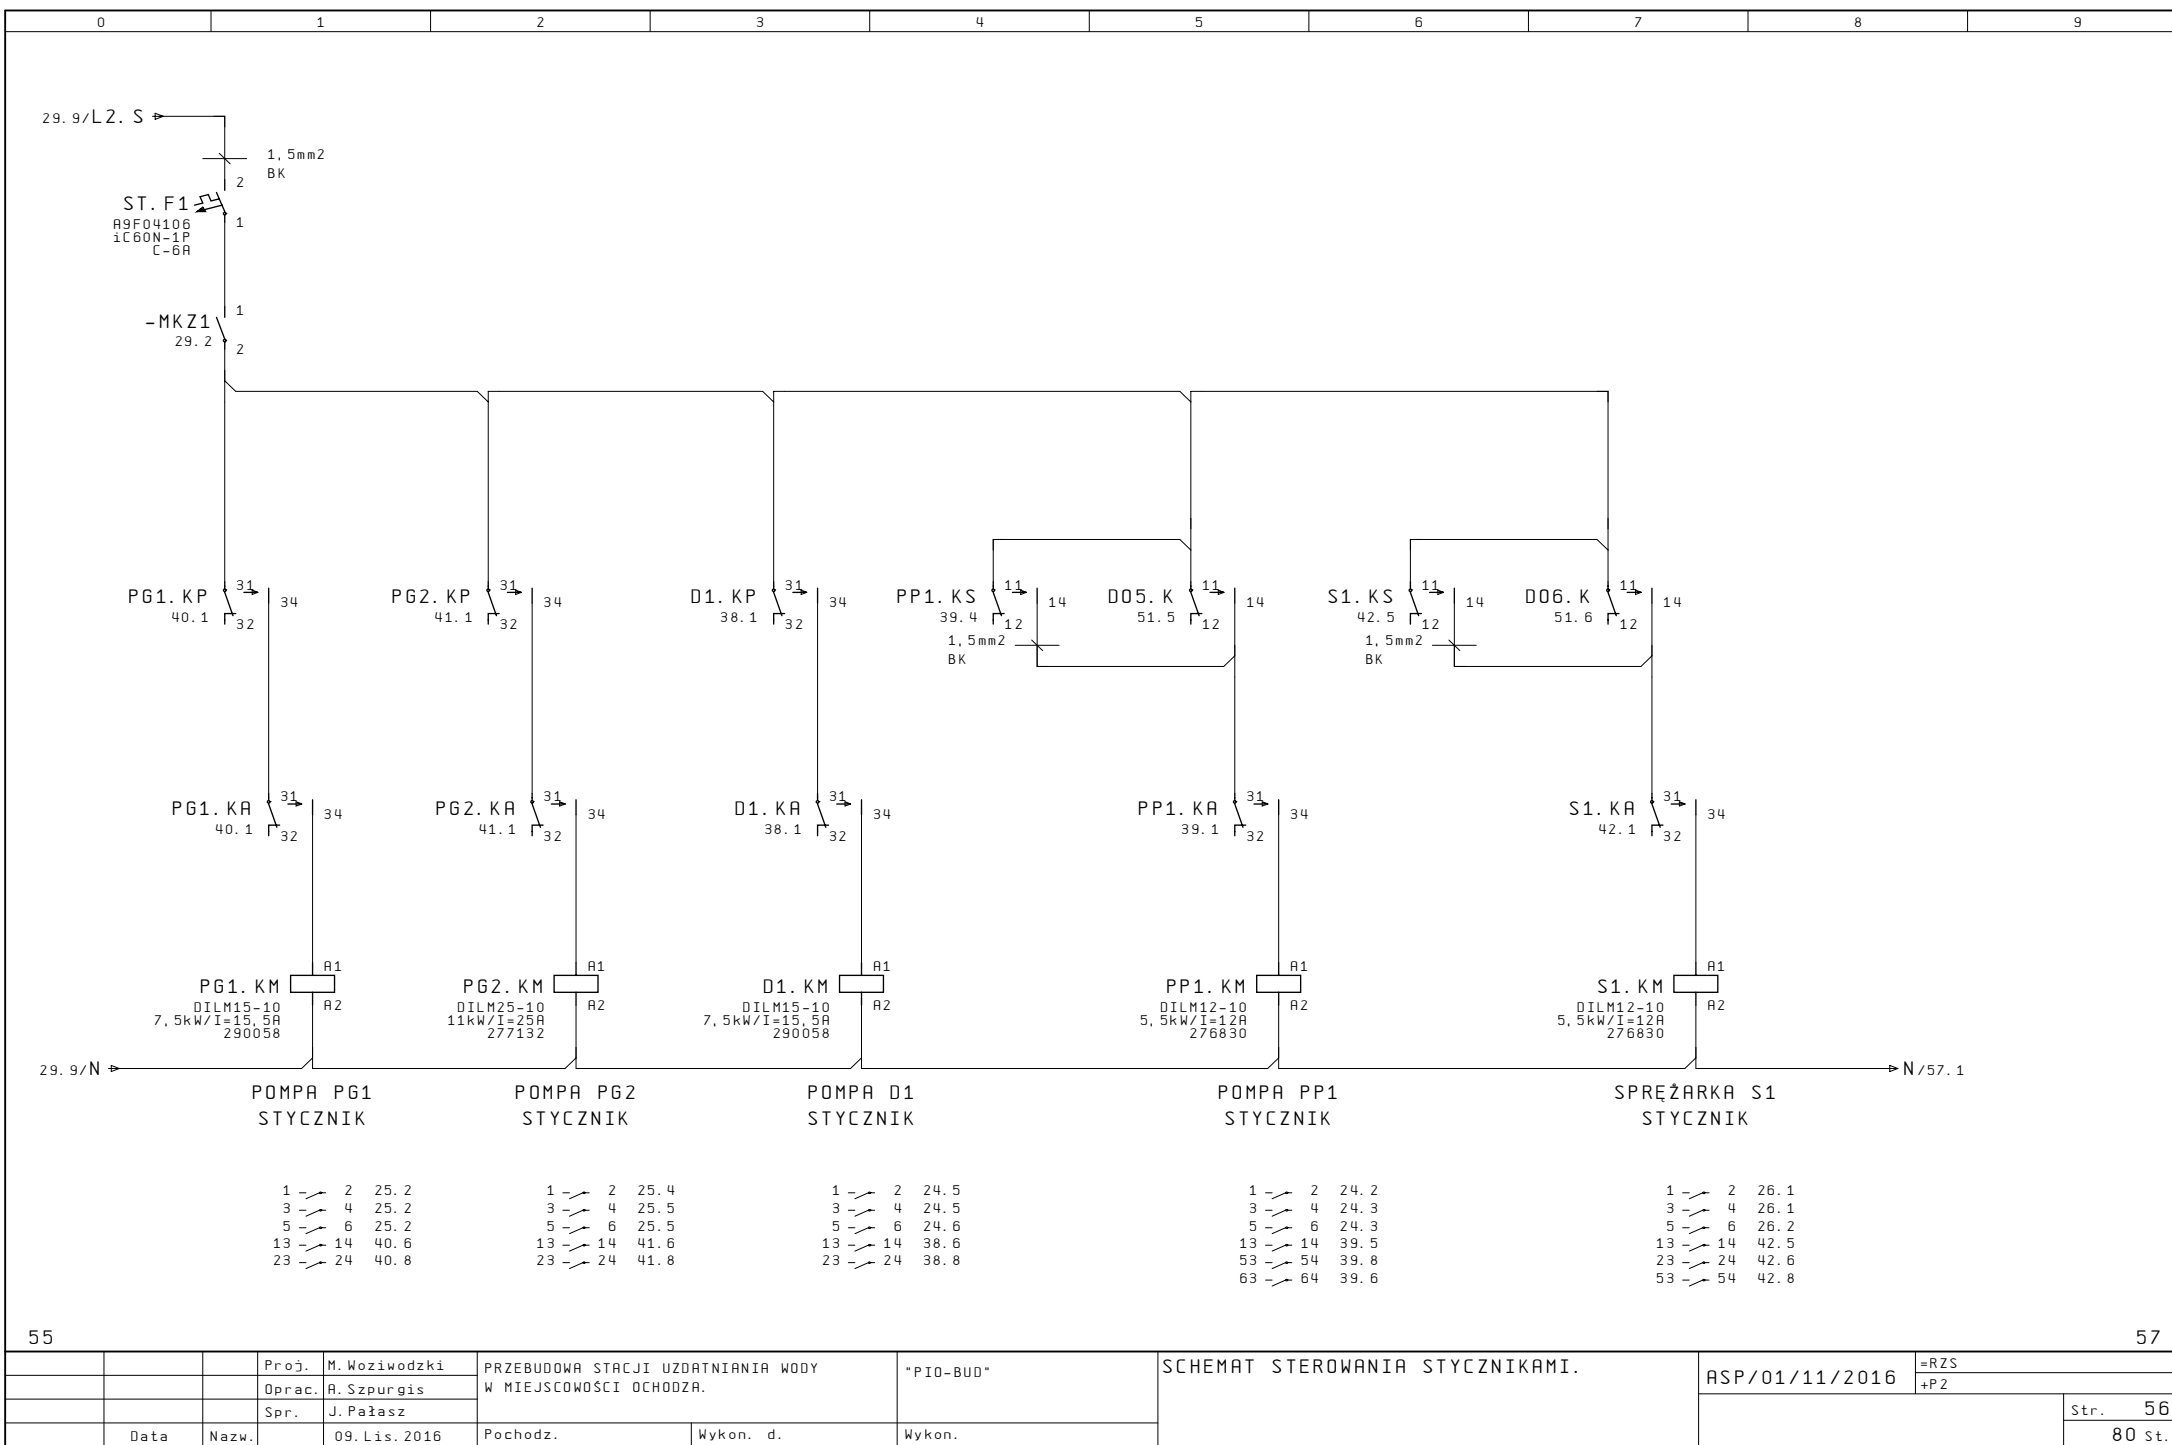 0 1 2 3 4 5 6 7 8 9
29.9/L2.S
1,5mm2
BK
2
ST.F1
A9F04106
iC60N-1P
C-6A
1
1
-MKZ1
29.2
2
PG1.KP 31 34
40.1 32
PG2.KP 31 34
41.1 32
D1.KP 31 34
38.1 32
PP1.KS 11 14
39.4 12
1,5mm2
BK
DO5.K 11 14
51.5 12
S1.KS 11 14
42.5 12
1,5mm2
BK
DO6.K 11 14
51.6 12
PG1.KA 31 34
40.1 32
PG2.KA 31 34
41.1 32
D1.KA 31 34
38.1 32
PP1.KA 31 34
39.1 32
S1.KA 31 34
42.1 32
A1
PG1.KM
DILM15-10 A2
7,5kW/I=15,5A
290058
A1
PG2.KM
DILM25-10 A2
11kW/I=25A
277132
A1
D1.KM
DILM15-10 A2
7,5kW/I=15,5A
290058
A1
PP1.KM
DILM12-10 A2
5,5kW/I=12A
276830
A1
S1.KM
DILM12-10 A2
5,5kW/I=12A
276830
29.9/N
N/57.1
POMPA PG1
STYCZNIK
POMPA PG2
STYCZNIK
POMPA D1
STYCZNIK
POMPA PP1
STYCZNIK
SPRĘŻARKA S1
STYCZNIK
1 2 25.2
3 4 25.2
5 6 25.2
13 14 40.6
23 24 40.8
1 2 25.4
3 4 25.5
5 6 25.5
13 14 41.6
23 24 41.8
1 2 24.5
3 4 24.5
5 6 24.6
13 14 38.6
23 24 38.8
1 2 24.2
3 4 24.3
5 6 24.3
13 14 39.5
53 54 39.8
63 64 39.6
1 2 26.1
3 4 26.1
5 6 26.2
13 14 42.5
23 24 42.6
53 54 42.8
55
57
Proj. M.Woziwodzki
Oprac. A.Szpurgis
Spr. J.Pałasz
Data Nazw. 09.Lis.2016
PRZEBUDOWA STACJI UZDATNIANIA WODY
W MIEJSCOWOŚCI OCHODZA.
Pochodz. Wykon. d.
"PIO-BUD"
Wykon.
SCHEMAT STEROWANIA STYCZNIKAMI.
ASP/01/11/2016
=RZS
+P2
Str. 56
80 St.